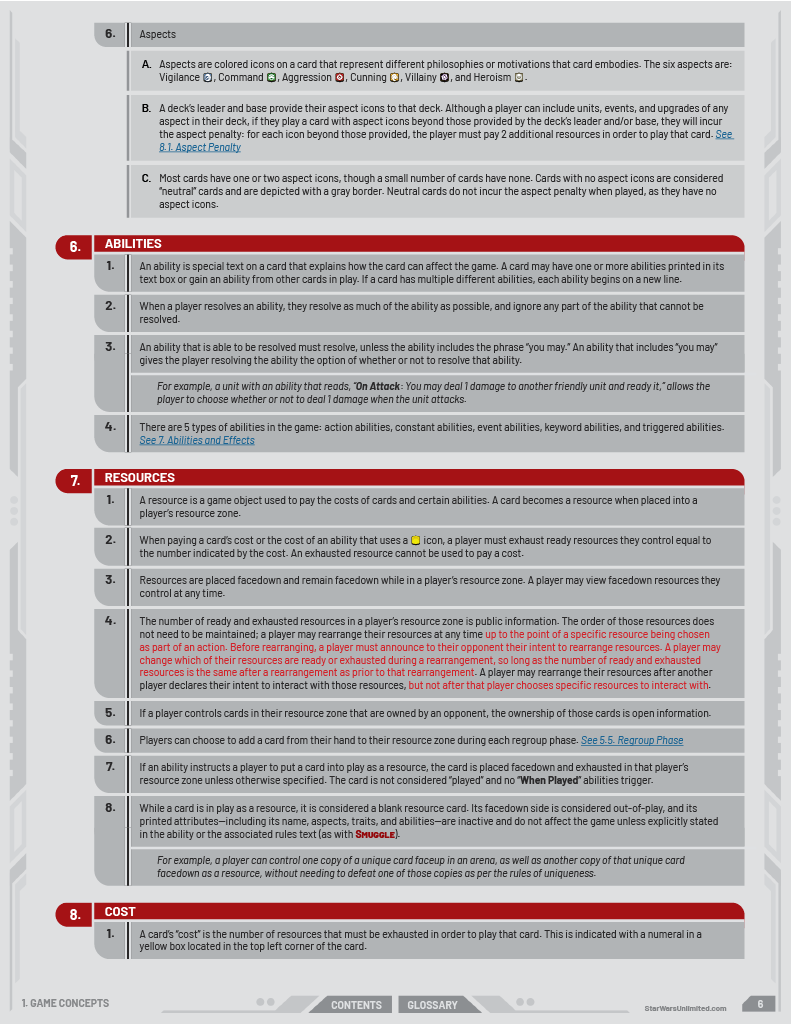 6. Aspects
A. Aspects are colored icons on a card that represent different philosophies or motivations that card embodies. The six aspects are:
Vigilance , Command , Aggression , Cunning , Villainy , and Heroism .
B. A deck's leader and base provide their aspect icons to that deck. Although a player can include units, events, and upgrades of any
aspect in their deck, if they play a card with aspect icons beyond those provided by the deck's leader and/or base, they will incur
the aspect penalty: for each icon beyond those provided, the player must pay 2 additional resources in order to play that card. See
8.1. Aspect Penalty
C. Most cards have one or two aspect icons, though a small number of cards have none. Cards with no aspect icons are considered
"neutral" cards and are depicted with a gray border. Neutral cards do not incur the aspect penalty when played, as they have no
aspect icons.
6. ABILITIES
1. An ability is special text on a card that explains how the card can affect the game. A card may have one or more abilities printed in its
text box or gain an ability from other cards in play. If a card has multiple different abilities, each ability begins on a new line.
2. When a player resolves an ability, they resolve as much of the ability as possible, and ignore any part of the ability that cannot be
resolved.
3. An ability that is able to be resolved must resolve, unless the ability includes the phrase "you may." An ability that includes "you may"
gives the player resolving the ability the option of whether or not to resolve that ability.
For example, a unit with an ability that reads, "On Attack: You may deal 1 damage to another friendly unit and ready it," allows the
player to choose whether or not to deal 1 damage when the unit attacks.
4. There are 5 types of abilities in the game: action abilities, constant abilities, event abilities, keyword abilities, and triggered abilities.
See 7. Abilities and Effects
7. RESOURCES
1. A resource is a game object used to pay the costs of cards and certain abilities. A card becomes a resource when placed into a
player's resource zone.
2. When paying a card's cost or the cost of an ability that uses a icon, a player must exhaust ready resources they control equal to
the number indicated by the cost. An exhausted resource cannot be used to pay a cost.
3. Resources are placed facedown and remain facedown while in a player's resource zone. A player may view facedown resources they
control at any time.
4. The number of ready and exhausted resources in a player's resource zone is public information. The order of those resources does
not need to be maintained; a player may rearrange their resources at any time up to the point of a specific resource being chosen
as part of an action. Before rearranging, a player must announce to their opponent their intent to rearrange resources. A player may
change which of their resources are ready or exhausted during a rearrangement, so long as the number of ready and exhausted
resources is the same after a rearrangement as prior to that rearrangement. A player may rearrange their resources after another
player declares their intent to interact with those resources, but not after that player chooses specific resources to interact with.
5. If a player controls cards in their resource zone that are owned by an opponent, the ownership of those cards is open information.
6. Players can choose to add a card from their hand to their resource zone during each regroup phase. See 5.5. Regroup Phase
7. If an ability instructs a player to put a card into play as a resource, the card is placed facedown and exhausted in that player's
resource zone unless otherwise specified. The card is not considered "played" and no "When Played" abilities trigger.
8. While a card is in play as a resource, it is considered a blank resource card. Its facedown side is considered out-of-play, and its
printed attributes—including its name, aspects, traits, and abilities—are inactive and do not affect the game unless explicitly stated
in the ability or the associated rules text (as with SMUGGLE).
For example, a player can control one copy of a unique card faceup in an arena, as well as another copy of that unique card
facedown as a resource, without needing to defeat one of those copies as per the rules of uniqueness.
8. COST
1. A card's "cost" is the number of resources that must be exhausted in order to play that card. This is indicated with a numeral in a
yellow box located in the top left corner of the card.
1. GAME CONCEPTS
CONTENTS
GLOSSARY
StarWarsUnlimited.com
6